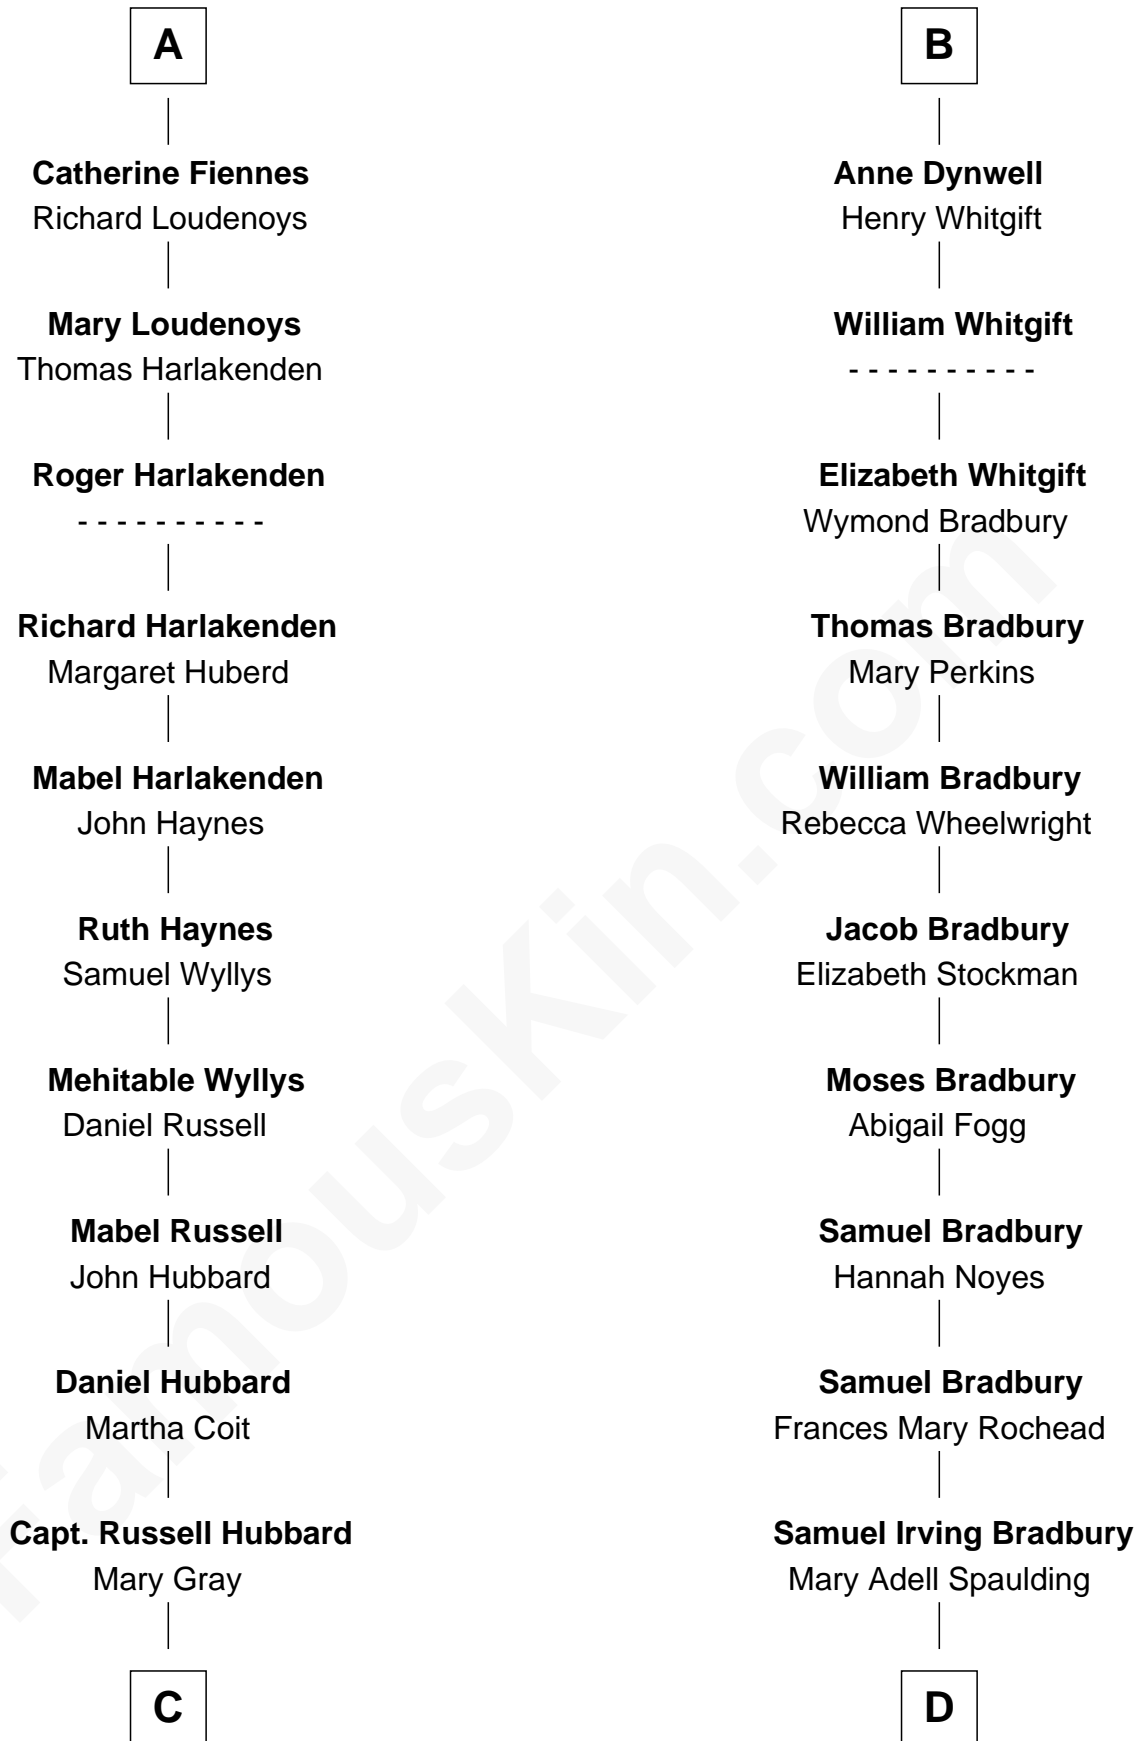 A
Catherine Fiennes
Richard Loudenoys
Mary Loudenoys
Thomas Harlakenden
Roger Harlakenden
- - - - - - - - - -
Richard Harlakenden
Margaret Huberd
Mabel Harlakenden
John Haynes
Ruth Haynes
Samuel Wyllys
Mehitable Wyllys
Daniel Russell
Mabel Russell
John Hubbard
Daniel Hubbard
Martha Coit
Capt. Russell Hubbard
Mary Gray
C
B
Anne Dynwell
Henry Whitgift
William Whitgift
- - - - - - - - - -
Elizabeth Whitgift
Wymond Bradbury
Thomas Bradbury
Mary Perkins
William Bradbury
Rebecca Wheelwright
Jacob Bradbury
Elizabeth Stockman
Moses Bradbury
Abigail Fogg
Samuel Bradbury
Hannah Noyes
Samuel Bradbury
Frances Mary Rochead
Samuel Irving Bradbury
Mary Adell Spaulding
D
FamousKin.com